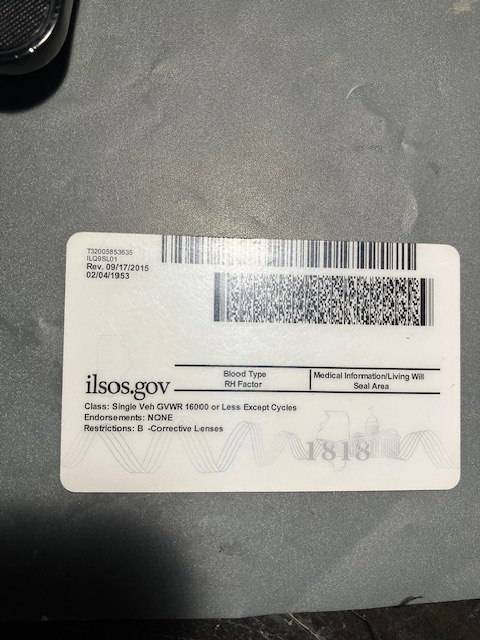 T32005853635
ILQ9SL01
Rev. 09/17/2015
02/04/1953
Blood Type
RH Factor
Medical Information/Living Will
Seal Area
ilsos.gov
Class: Single Veh GVWR 16000 or Less Except Cycles
Endorsements: NONE
Restrictions: B -Corrective Lenses
1818